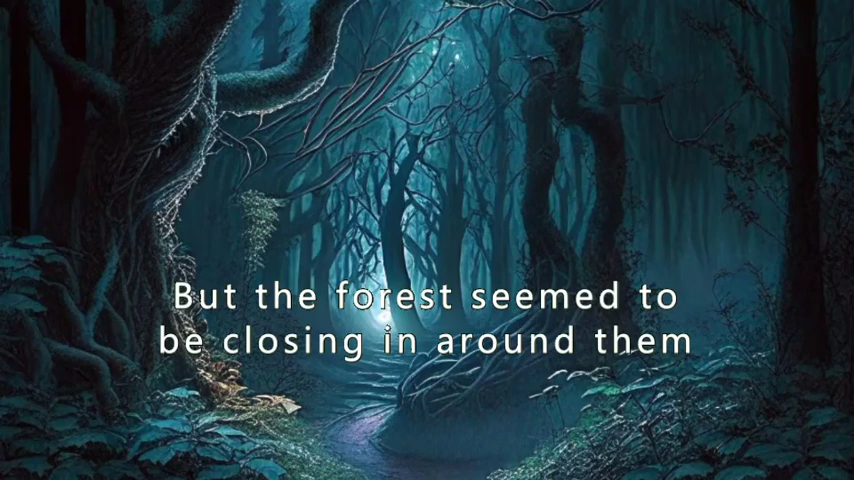 But the forest seemed to
be closing in around them